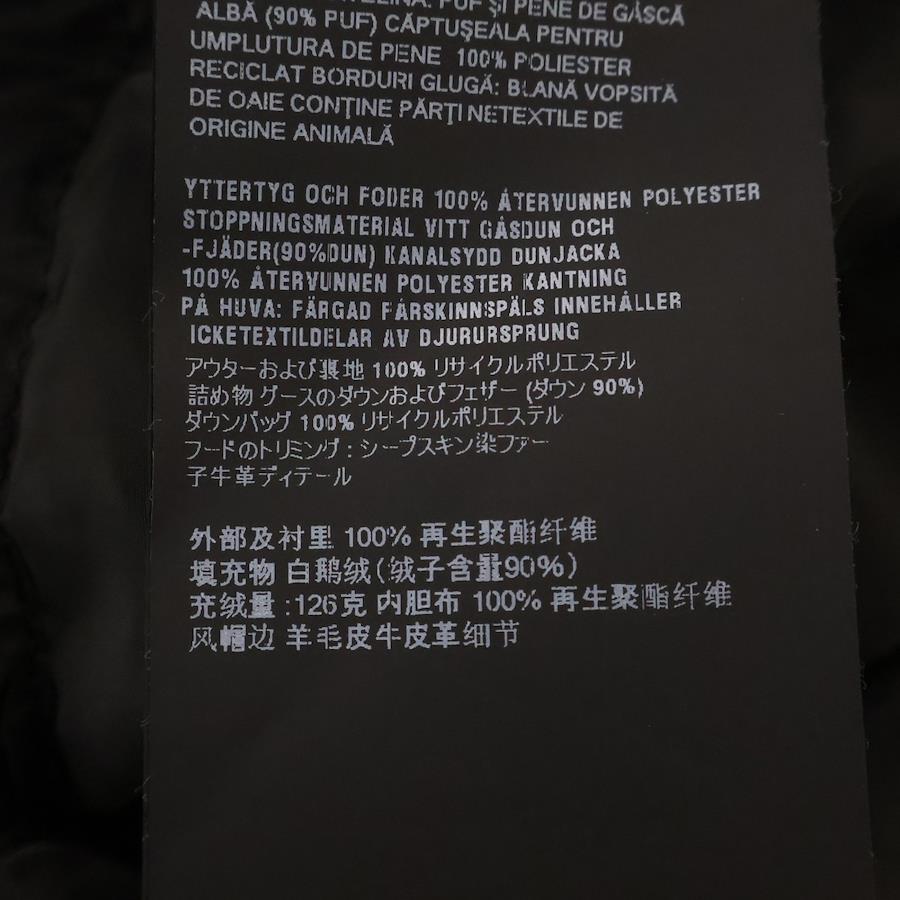 PUF ȘI PENE DE GÂSCĂ
ALBĂ (90% PUF) CĂPTUȘEALA PENTRU
UMPLUTURA DE PENE 100% POLIESTER
RECICLAT BORDURI GLUGĂ: BLANĂ VOPSITĂ
DE OAIE CONȚINE PĂRȚI NETEXTILE DE
ORIGINE ANIMALĂ
YTTERTYG OCH FODER 100% ÅTERVUNNEN POLYESTER
STOPPNINGSMATERIAL VITT GÅSDUN OCH
-FJÄDER(90%DUN) KANALSYDD DUNJACKA
100% ÅTERVUNNEN POLYESTER KANTNING
PÅ HUVA: FÄRGAD FÅRSKINNSPÄLS INNEHÅLLER
ICKETEXTILDELAR AV DJURURSPRUNG
アウターおよび裏地 100% リサイクルポリエステル
詰め物 グースのダウンおよびフェザー (ダウン 90%)
ダウンバッグ 100% リサイクルポリエステル
フードのトリミング : シープスキン染ファー
子牛革ディテール
外部及衬里 100% 再生聚酯纤维
填充物 白鹅绒(绒子含量90%)
充绒量 :126克 内胆布 100% 再生聚酯纤维
风帽边 羊毛皮牛皮革细节